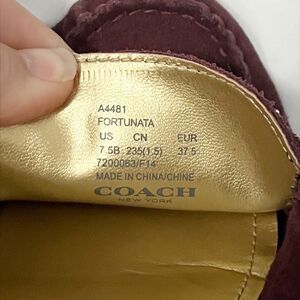 A4481
FORTUNATA
US CN EUR
7.5B 235(1.5) 37.5
7200063/F14
MADE IN CHINA/CHINE
COACH
NEW YORK